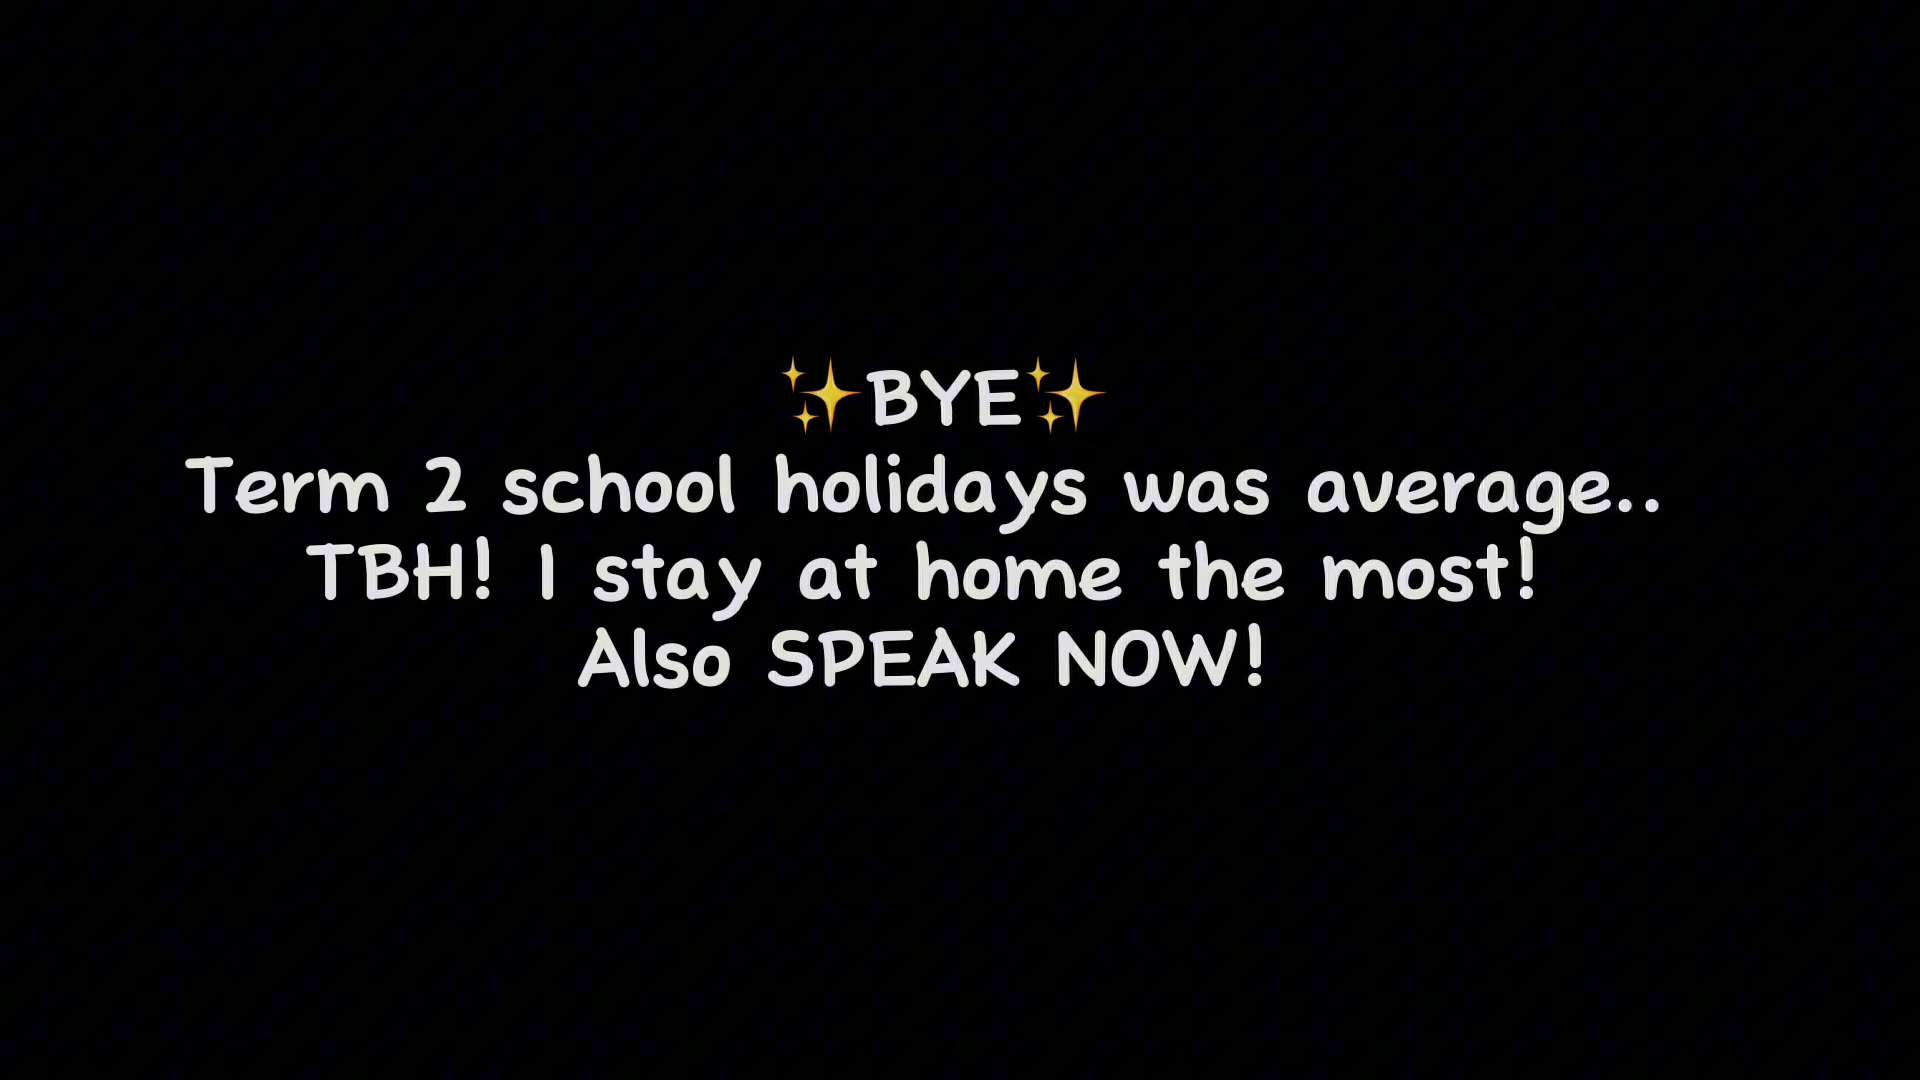 ✨BYE✨
Term 2 school holidays was average..
TBH! I stay at home the most!
Also SPEAK NOW!